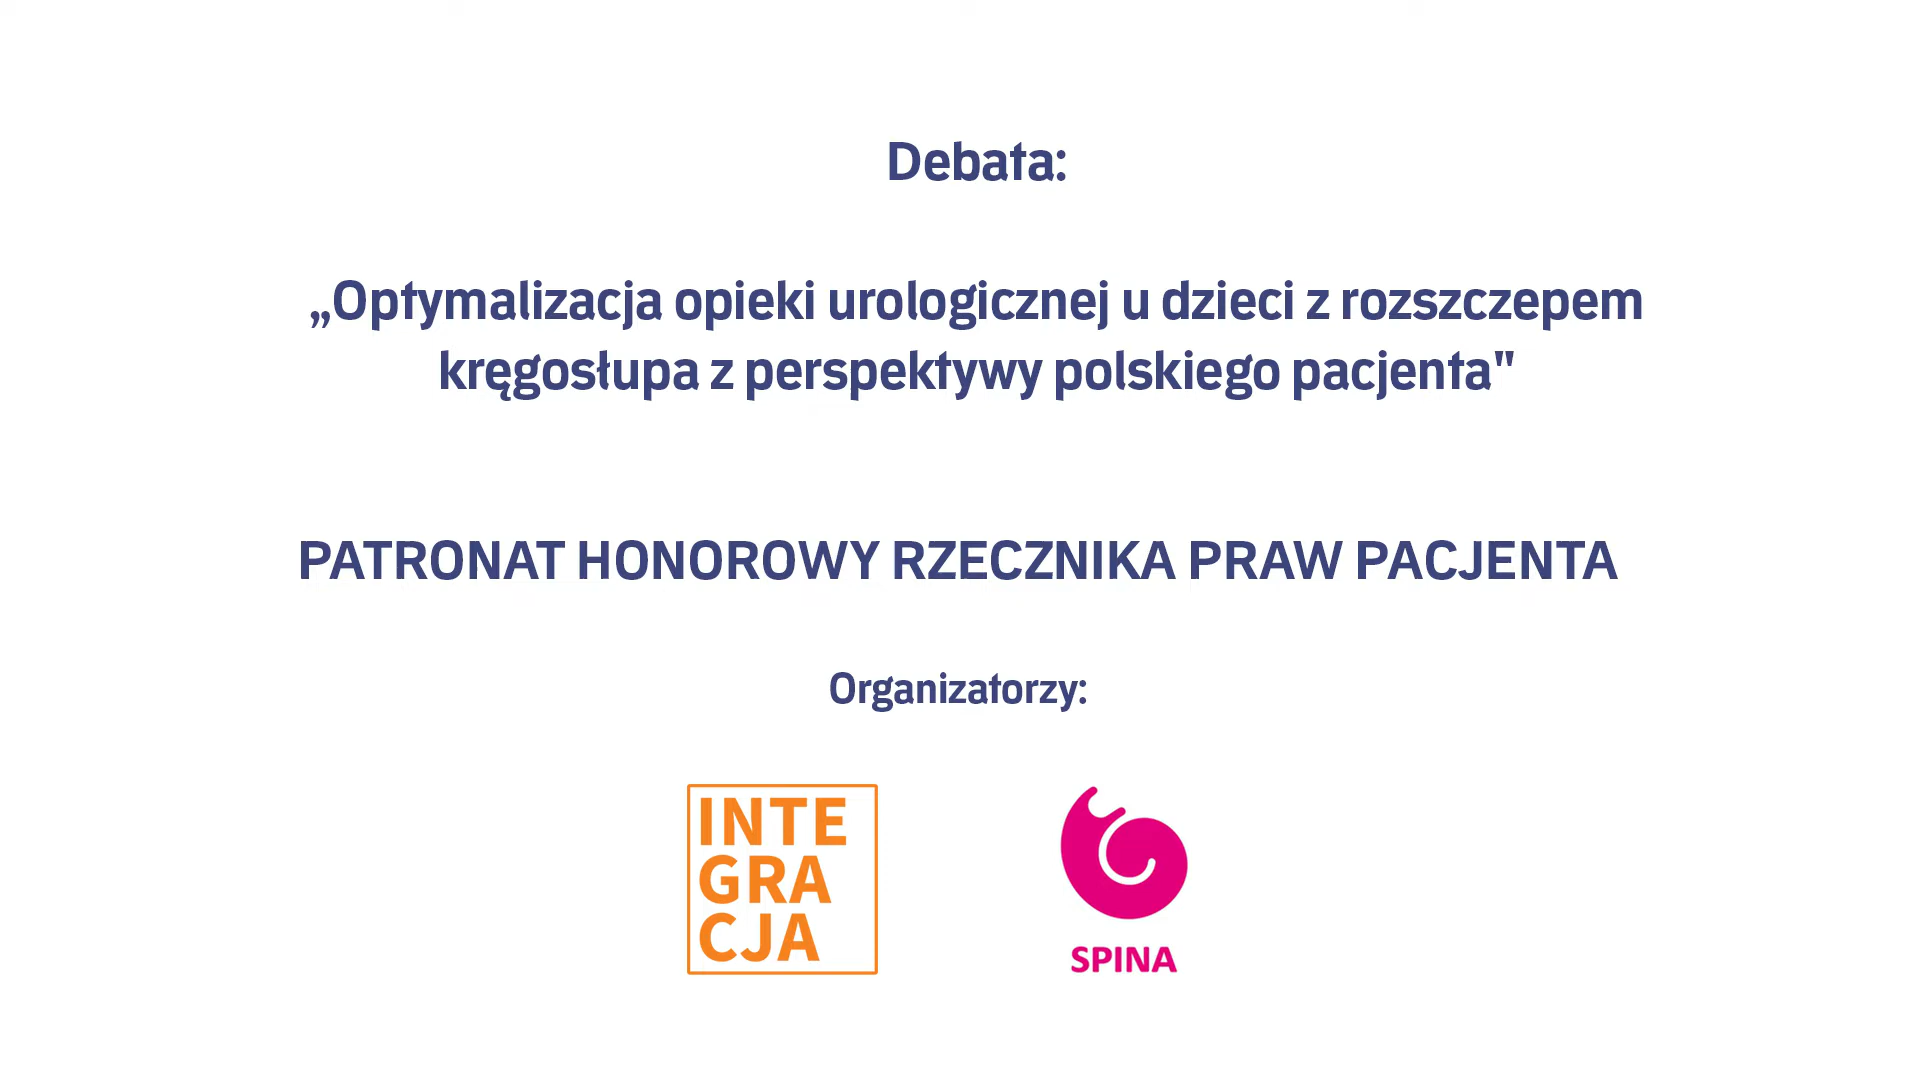 Debata:
„Optymalizacja opieki urologicznej u dzieci z rozszczepem
kręgosłupa z perspektywy polskiego pacjenta"
PATRONAT HONOROWY RZECZNIKA PRAW PACJENTA
Organizatorzy:
INTE
GRA
CJA
SPINA